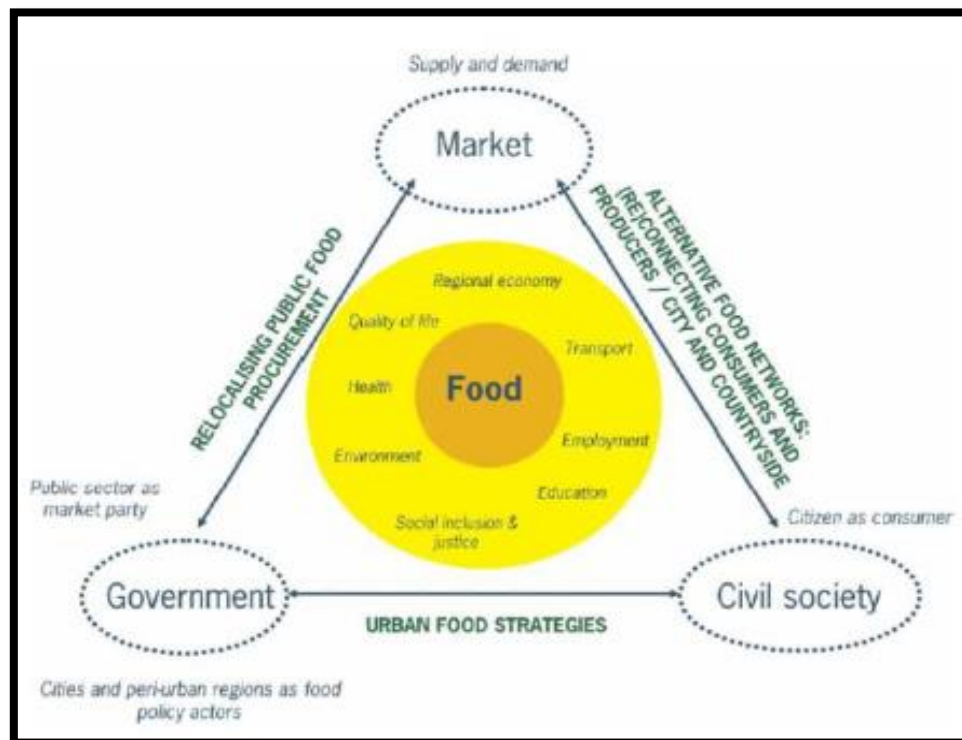 Supply and demand
Market
RELOCALISING PUBLIC FOOD
PROCUREMENT
ALTERNATIVE FOOD NETWORKS:
(RE)CONNECTING CONSUMERS AND
PRODUCERS / CITY AND COUNTRYSIDE
Regional economy
Quality of life
Transport
Health
Food
Employment
Environment
Education
Social inclusion &
justice
Public sector as
market party
Citizen as consumer
Government
Civil society
URBAN FOOD STRATEGIES
Cities and peri-urban regions as food
policy actors